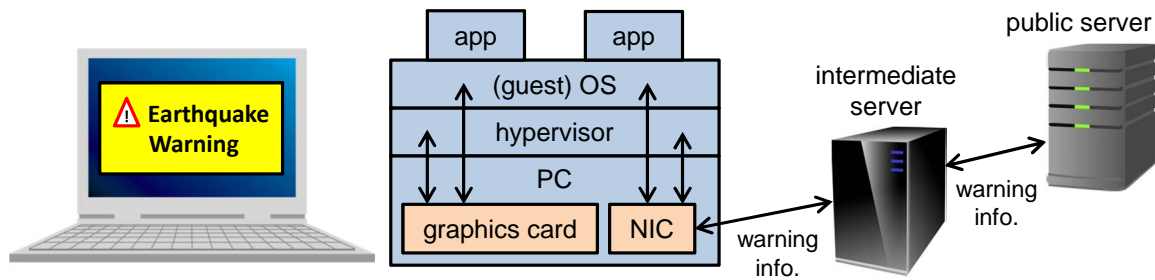 ! Earthquake
Warning
app
app
(guest) OS
hypervisor
PC
graphics card
NIC
warning
info.
intermediate
server
warning
info.
public server